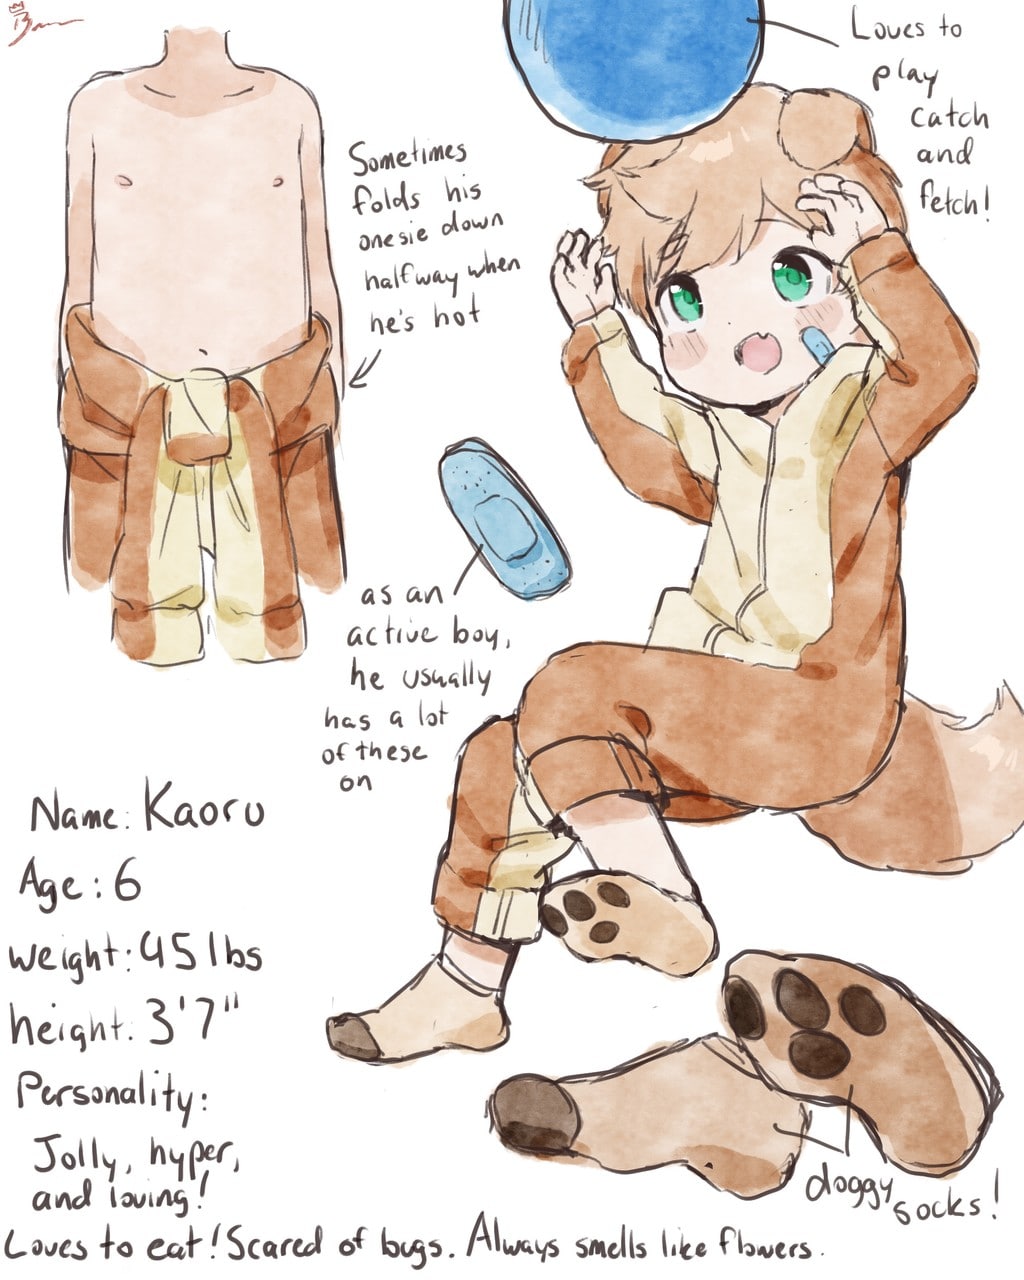 Loves to
play
catch
and
fetch!
Sometimes
folds his
onesie down
halfway when
he's hot
as an
active boy,
he usually
has a lot
of these
on
Name: Kaoru
Age: 6
weight: 45 lbs
height: 3'7"
Personality:
Jolly, hyper,
and loving!
Loves to eat! Scared of bugs. Always smells like flowers.
doggy
socks!